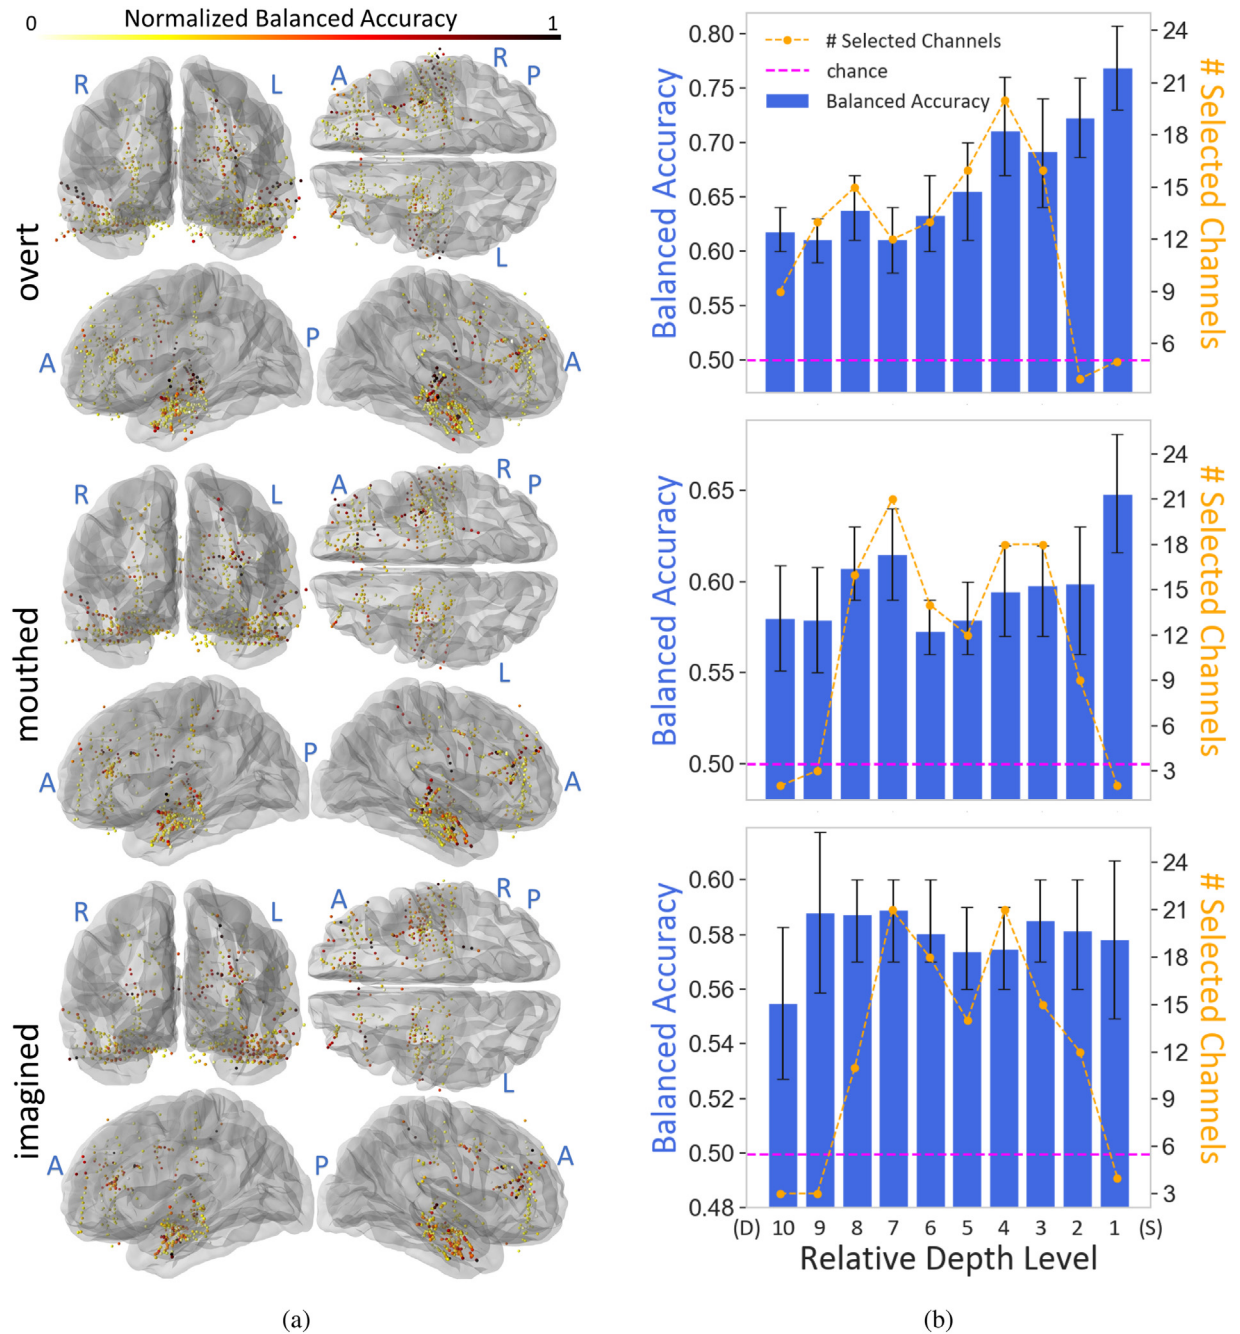 0 Normalized Balanced Accuracy 1
R L A R P
L
overt
A P A
R L A R P
L
mouthed
A P A
R L A R P
L
imagined
A P A
(a)
# Selected Channels
chance
Balanced Accuracy
Balanced Accuracy
0.80
0.75
0.70
0.65
0.60
0.55
0.50
24
21
18
15
12
9
6
# Selected Channels
Balanced Accuracy
0.65
0.60
0.55
0.50
24
21
18
15
12
9
6
3
# Selected Channels
Balanced Accuracy
0.60
0.58
0.56
0.54
0.52
0.50
0.48
24
21
18
15
12
9
6
3
# Selected Channels
(D) 10 9 8 7 6 5 4 3 2 1 (S)
Relative Depth Level
(b)